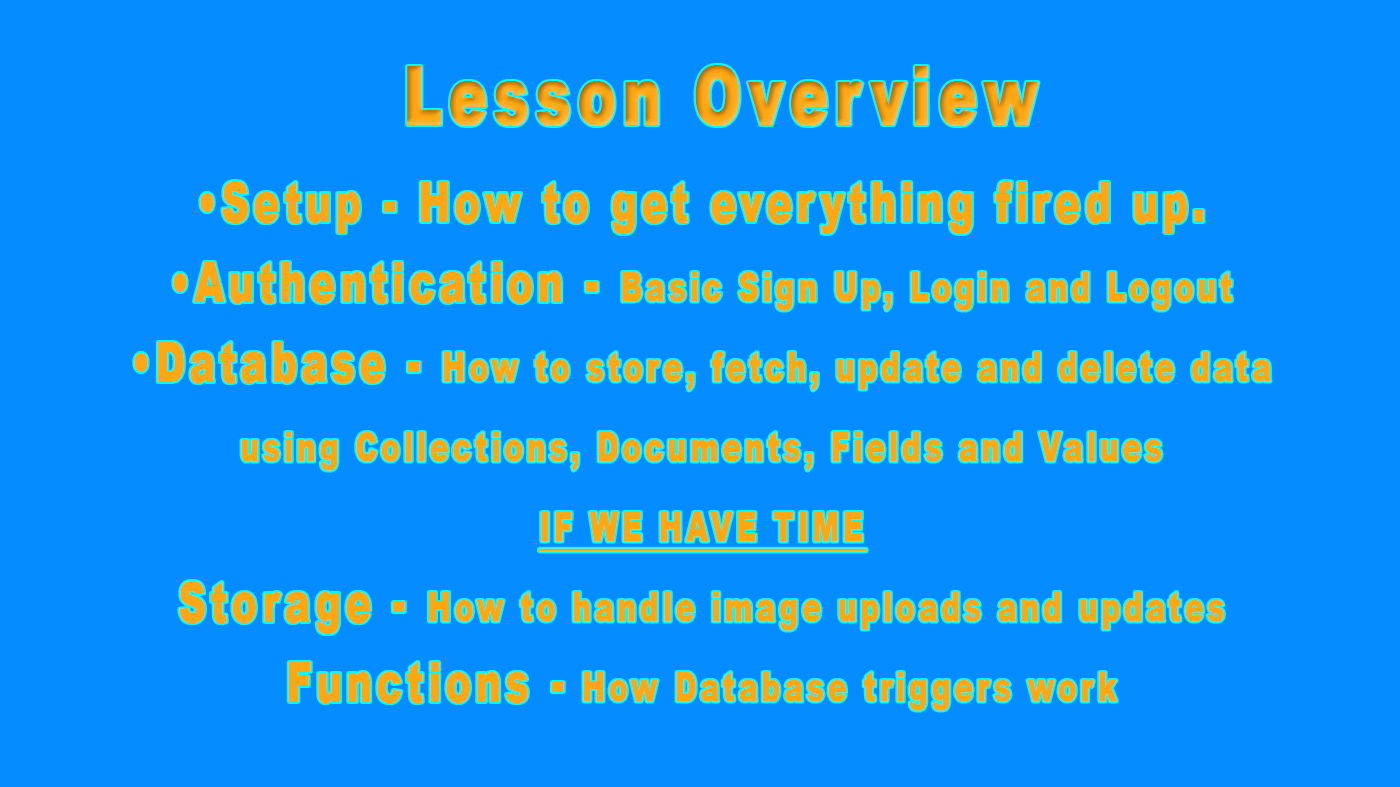 Lesson Overview
•Setup - How to get everything fired up.
•Authentication - Basic Sign Up, Login and Logout
•Database - How to store, fetch, update and delete data
using Collections, Documents, Fields and Values
IF WE HAVE TIME
Storage - How to handle image uploads and updates
Functions - How Database triggers work